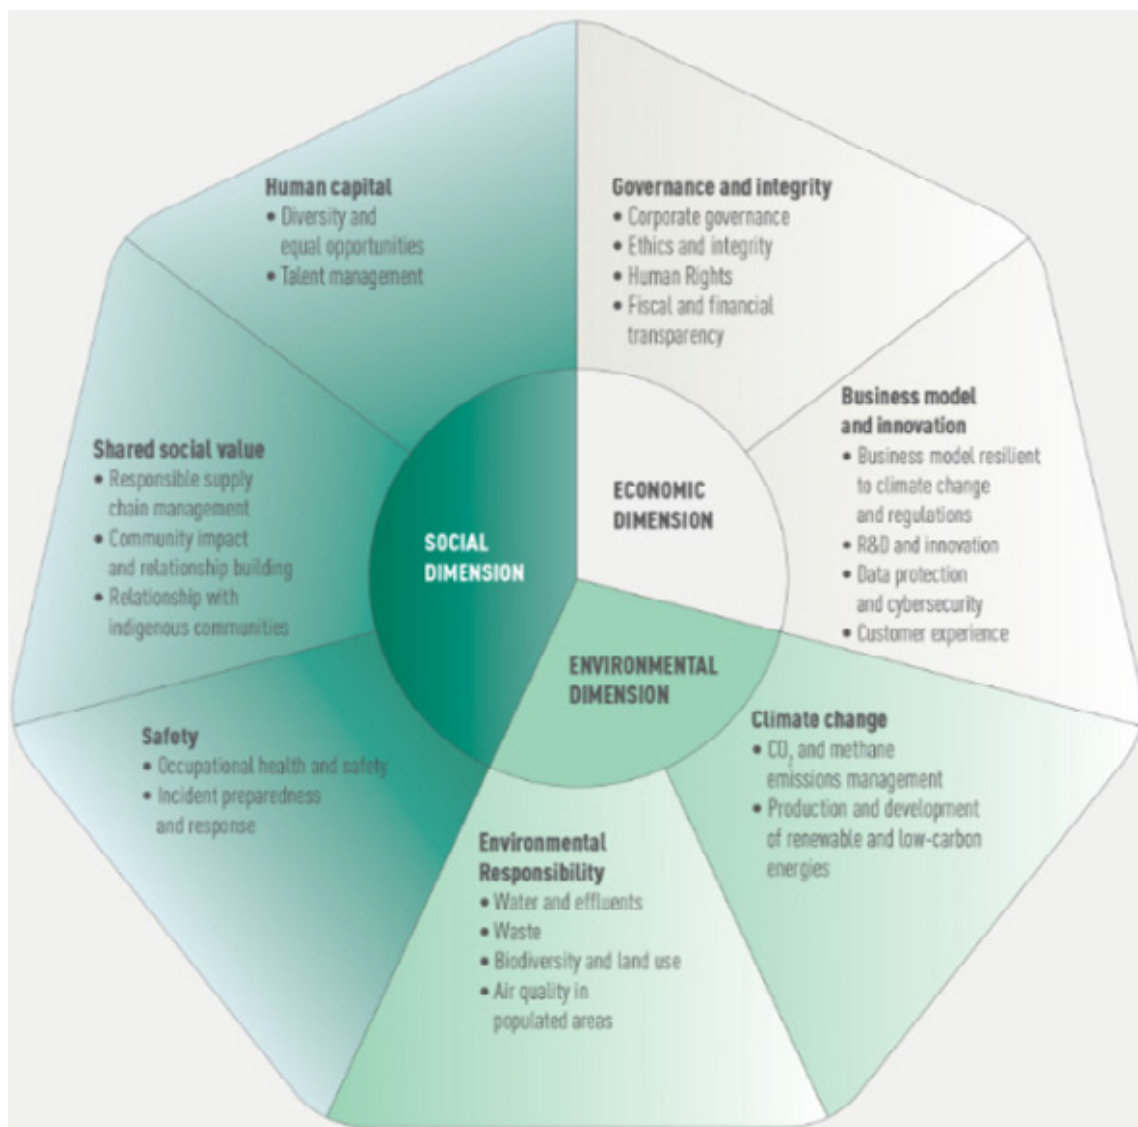 Human capital
• Diversity and
equal opportunities
• Talent management
Governance and integrity
• Corporate governance
• Ethics and integrity
• Human Rights
• Fiscal and financial
transparency
Business model
and innovation
• Business model resilient
to climate change
and regulations
• R&D and innovation
• Data protection
and cybersecurity
• Customer experience
Shared social value
• Responsible supply
chain management
• Community impact
and relationship building
• Relationship with
indigenous communities
SOCIAL
DIMENSION
ECONOMIC
DIMENSION
ENVIRONMENTAL
DIMENSION
Safety
• Occupational health and safety
• Incident preparedness
and response
Climate change
• CO₂ and methane
emissions management
• Production and development
of renewable and low-carbon
energies
Environmental
Responsibility
• Water and effluents
• Waste
• Biodiversity and land use
• Air quality in
populated areas